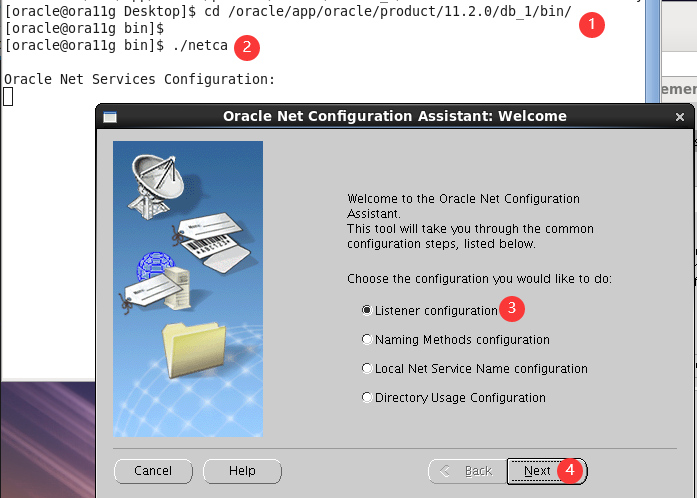 [oracle@ora11g Desktop]$ cd /oracle/app/oracle/product/11.2.0/db_1/bin/
1
[oracle@ora11g bin]$
[oracle@ora11g bin]$ ./netca
2
Oracle Net Services Configuration:
Oracle Net Configuration Assistant: Welcome
Welcome to the Oracle Net Configuration
Assistant.
This tool will take you through the common
configuration steps, listed below.
Choose the configuration you would like to do:
Listener configuration
3
Naming Methods configuration
Local Net Service Name configuration
Directory Usage Configuration
Cancel
Help
Back
Next
4